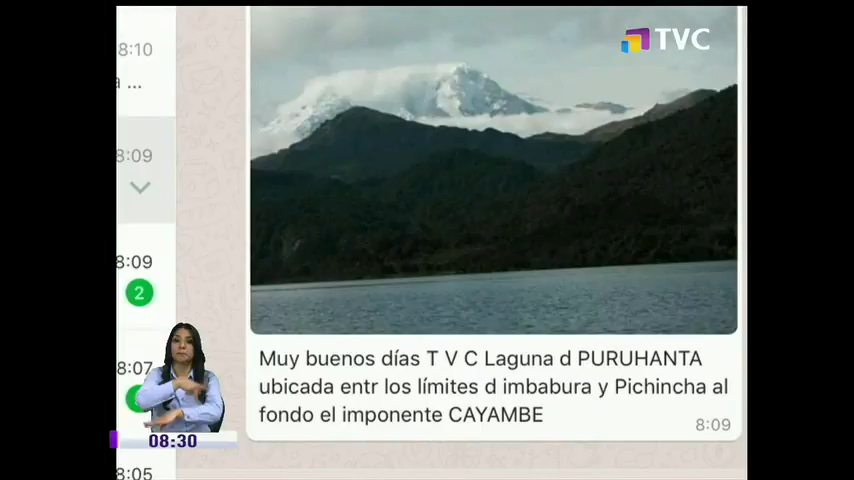 TVC
8:10
a ...
8:09
8:09
2
8:07
8:05
Muy buenos días T V C Laguna d PURUHANTA
ubicada entr los límites d imbabura y Pichincha al
fondo el imponente CAYAMBE
8:09
08:30